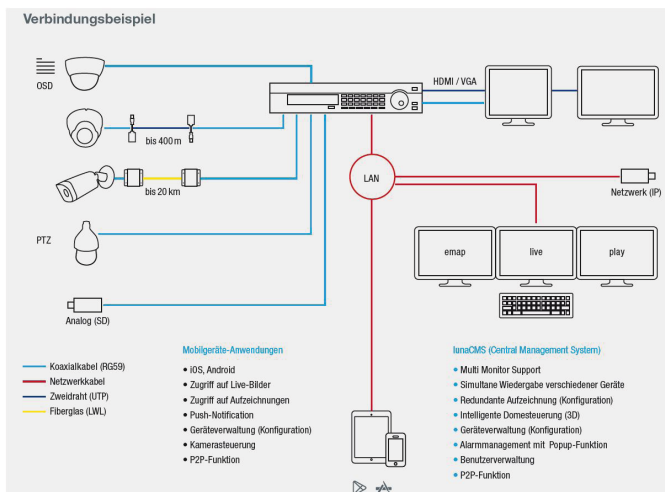 Verbindungsbeispiel
OSD
HDMI / VGA
bis 400 m
bis 20 km
LAN
Netzwerk (IP)
PTZ
emap
live
play
Analog (SD)
Koaxialkabel (RG59)
Netzwerkkabel
Zweidraht (UTP)
Fiberglas (LWL)
Mobilgeräte-Anwendungen
• iOS, Android
• Zugriff auf Live-Bilder
• Zugriff auf Aufzeichnungen
• Push-Notification
• Geräteverwaltung (Konfiguration)
• Kamerasteuerung
• P2P-Funktion
lunaCMS (Central Management System)
• Multi Monitor Support
• Simultane Wiedergabe verschiedener Geräte
• Redundante Aufzeichnung (Konfiguration)
• Intelligente Domesteuerung (3D)
• Geräteverwaltung (Konfiguration)
• Alarmmanagement mit Popup-Funktion
• Benutzerverwaltung
• P2P-Funktion